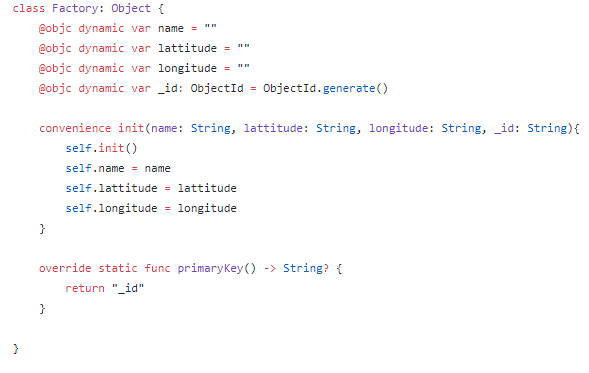 class Factory: Object {
    @objc dynamic var name = ""
    @objc dynamic var lattitude = ""
    @objc dynamic var longitude = ""
    @objc dynamic var _id: ObjectId = ObjectId.generate()

    convenience init(name: String, lattitude: String, longitude: String, _id: String){
        self.init()
        self.name = name
        self.lattitude = lattitude
        self.longitude = longitude
    }

    override static func primaryKey() -> String? {
        return "_id"
    }

}